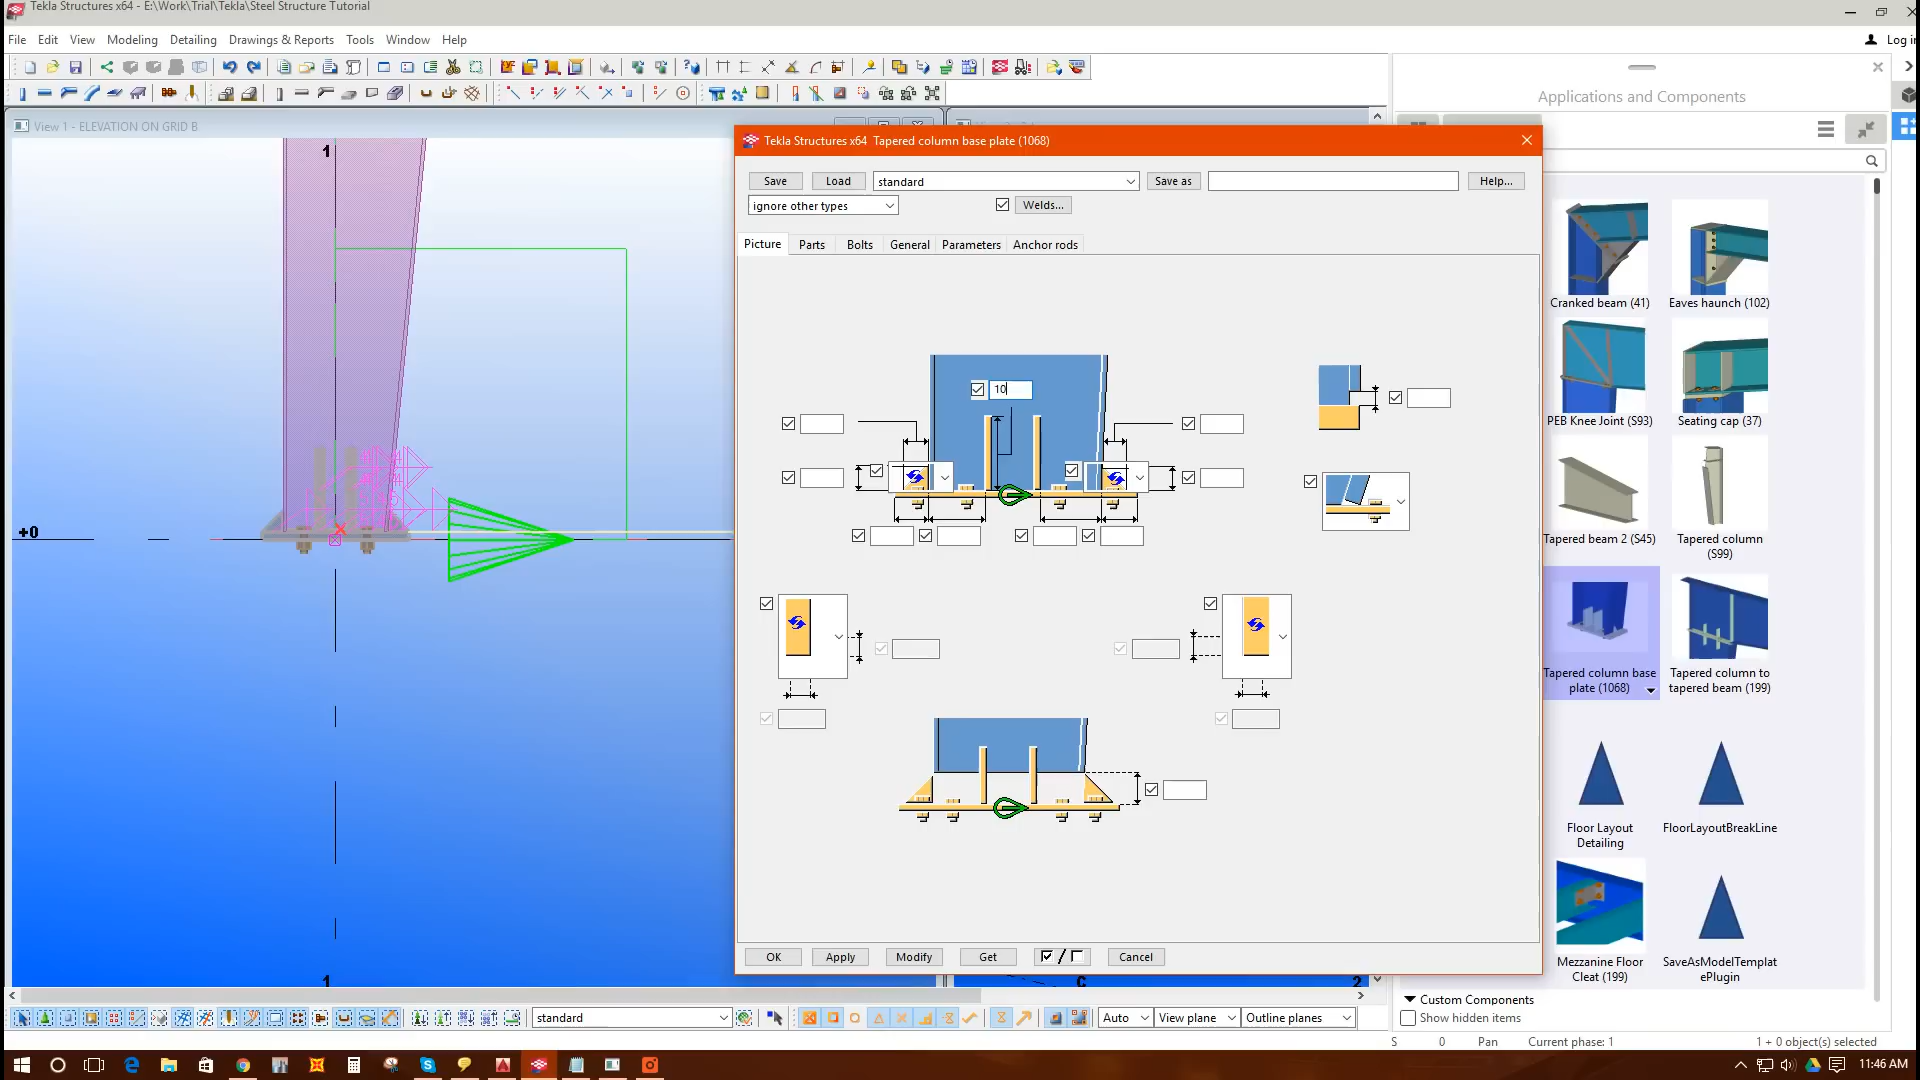 Tekla Structures x64 - E:\Work\Trial\Tekla\Steel Structure Tutorial
File Edit View Modeling Detailing Drawings & Reports Tools Window Help
Log in
Applications and Components
View 1 - ELEVATION ON GRID B
1
+0
1
C
2
Tekla Structures x64 Tapered column base plate (1068)
Save Load standard Save as Help...
ignore other types Welds...
Picture Parts Bolts General Parameters Anchor rods
10
OK Apply Modify Get / Cancel
Cranked beam (41) Eaves haunch (102)
PEB Knee Joint (S93) Seating cap (37)
Tapered beam 2 (S45) Tapered column
(S99)
Tapered column base
plate (1068)
Tapered column to
tapered beam (199)
Floor Layout
Detailing
FloorLayoutBreakLine
Mezzanine Floor
Cleat (199)
SaveAsModelTemplat
ePlugin
Custom Components
Show hidden items
standard Auto View plane Outline planes
S 0 Pan Current phase: 1 1 + 0 object(s) selected
11:46 AM